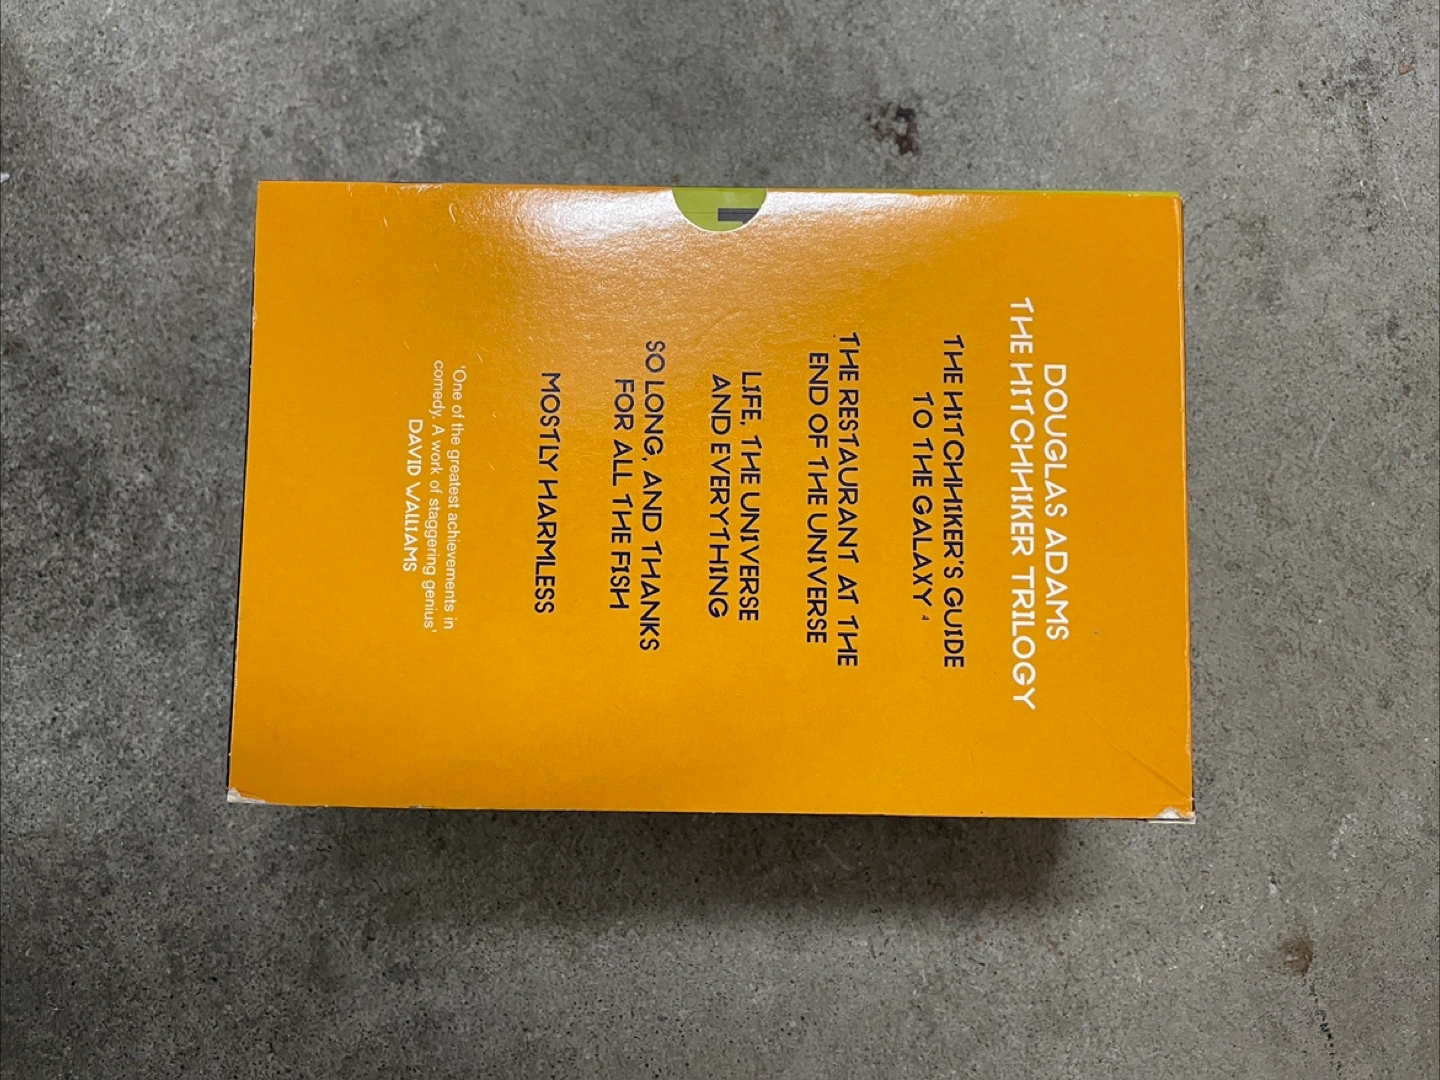 DOUGLAS ADAMS
THE HITCHHIKER TRILOGY
THE HITCHHIKER'S GUIDE
TO THE GALAXY
THE RESTAURANT AT THE
END OF THE UNIVERSE
LIFE, THE UNIVERSE
AND EVERYTHING
SO LONG, AND THANKS
FOR ALL THE FISH
MOSTLY HARMLESS
'One of the greatest achievements in
comedy. A work of staggering genius'
DAVID WALLIAMS